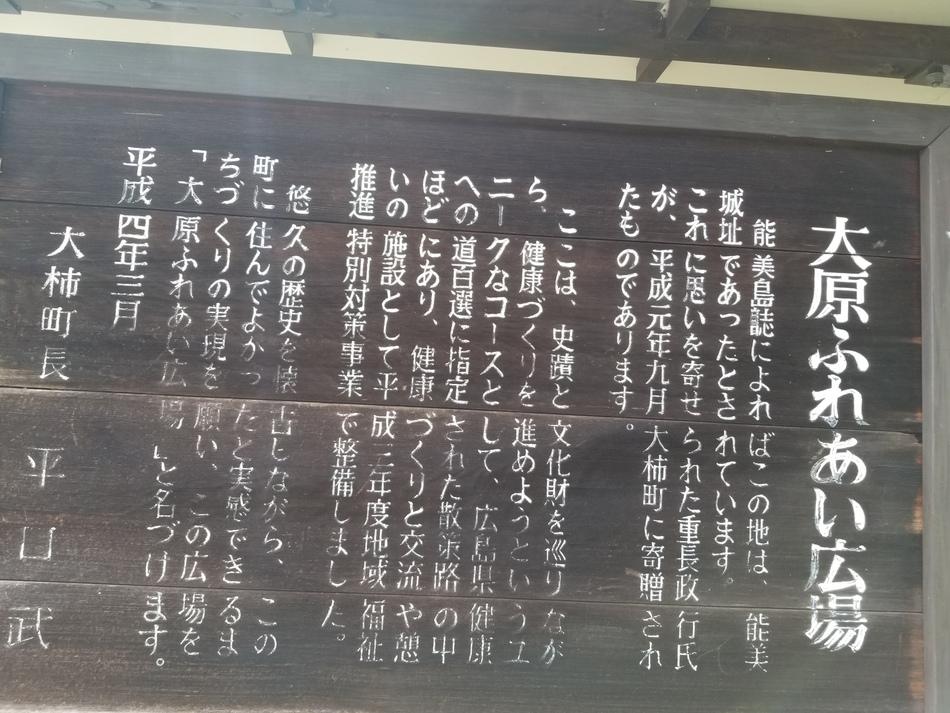 大原ふれあい広場
能美島誌によればこの地は、能美
城址であったとされています。
これに思いを寄せられた重長政行氏
が、平成元年九月大柿町に寄贈され
たものであります。
ここは、史蹟と文化財を巡りなが
ら、健康づくりを進めようというユ
ニークなコースとして、広島県健康
への道百選に指定された散策路の中
ほどにあり、健康づくりと交流や憩
いの施設として平成三年度地域福祉
推進特別対策事業で整備しました。
悠久の歴史を懐古しながら、この
町に住んでよかったと実感できるま
ちづくりの実現を願い、この広場を
「大原ふれあい広場」と名づけます。
平成四年三月
大柿町長 平口武